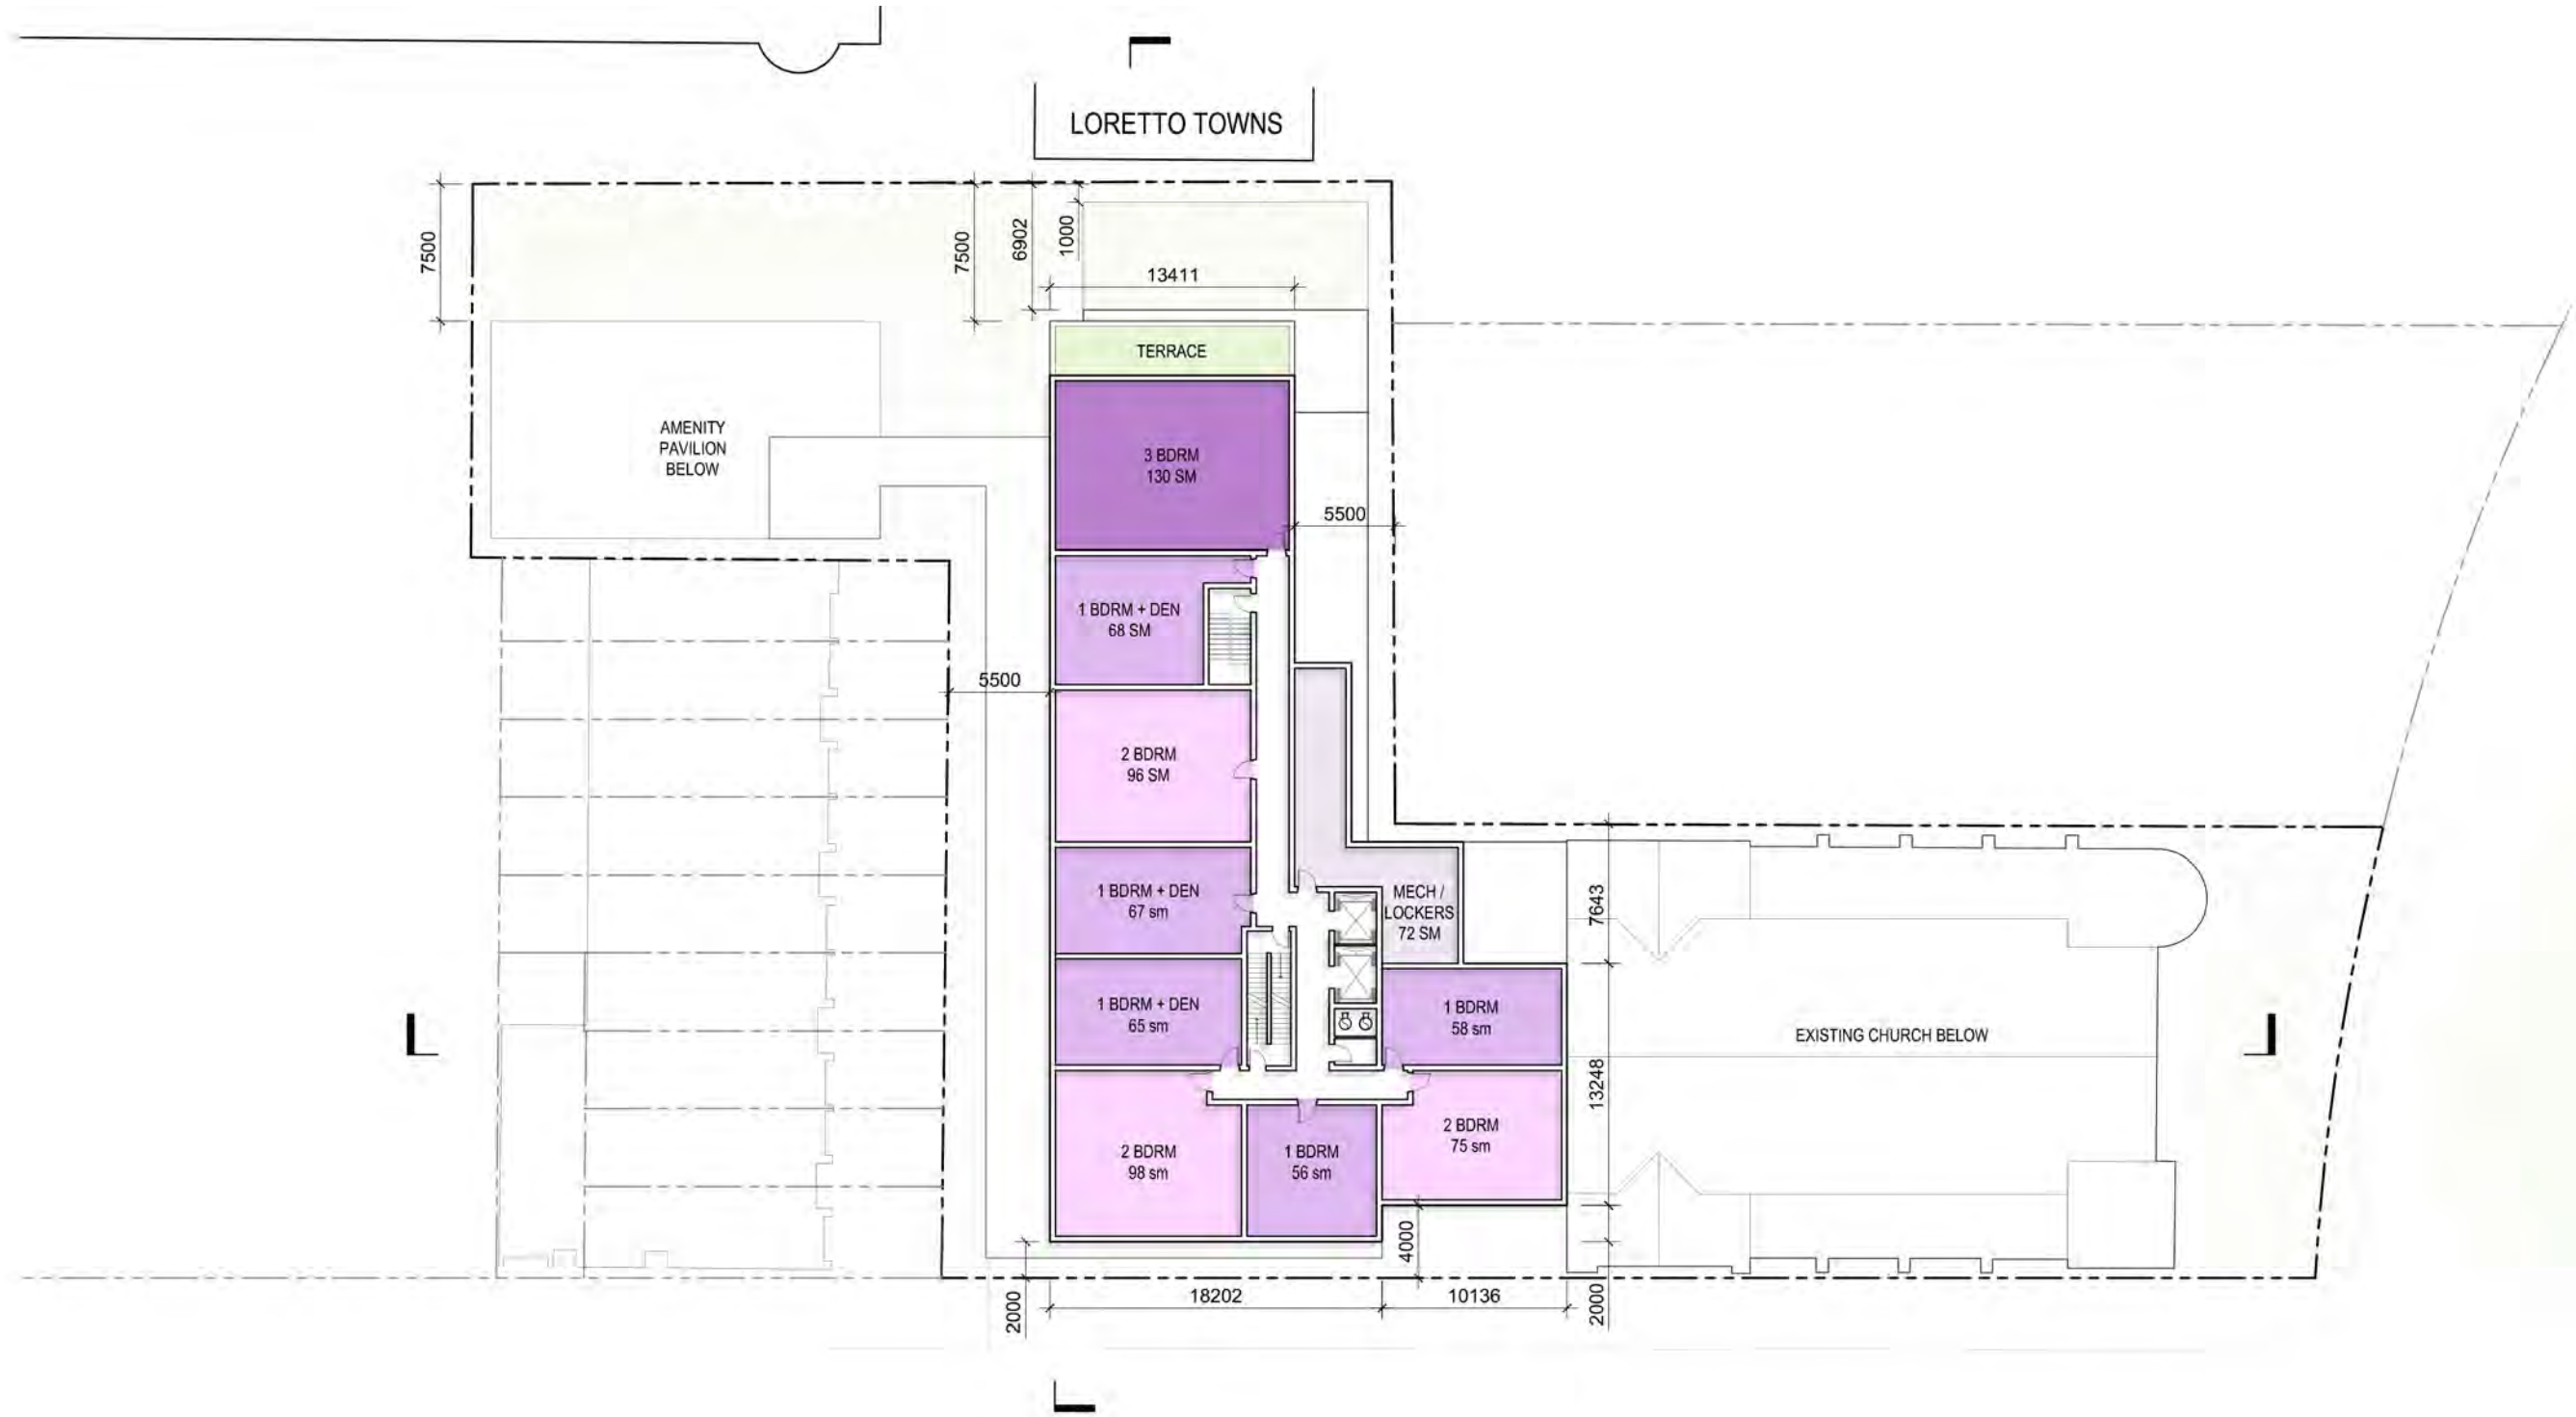 LORETTO TOWNS
7500
7500
6902
1000
13411
TERRACE
AMENITY
PAVILION
BELOW
3 BDRM
130 SM
5500
1 BDRM + DEN
68 SM
5500
2 BDRM
96 SM
1 BDRM + DEN
67 sm
MECH /
LOCKERS
72 SM
7643
1 BDRM + DEN
65 sm
1 BDRM
58 sm
EXISTING CHURCH BELOW
13248
2 BDRM
98 sm
1 BDRM
56 sm
2 BDRM
75 sm
4000
2000
18202
10136
2000